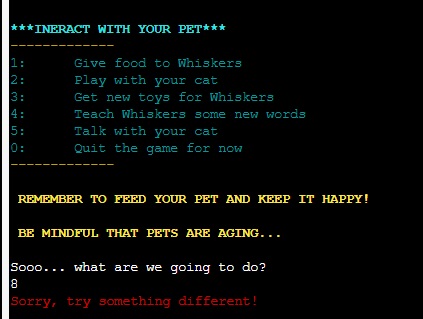 ***INERACT WITH YOUR PET***
-------------
1: Give food to Whiskers
2: Play with your cat
3: Get new toys for Whiskers
4: Teach Whiskers some new words
5: Talk with your cat
0: Quit the game for now
-------------
REMEMBER TO FEED YOUR PET AND KEEP IT HAPPY!
BE MINDFUL THAT PETS ARE AGING...
Sooo... what are we going to do?
8
Sorry, try something different!